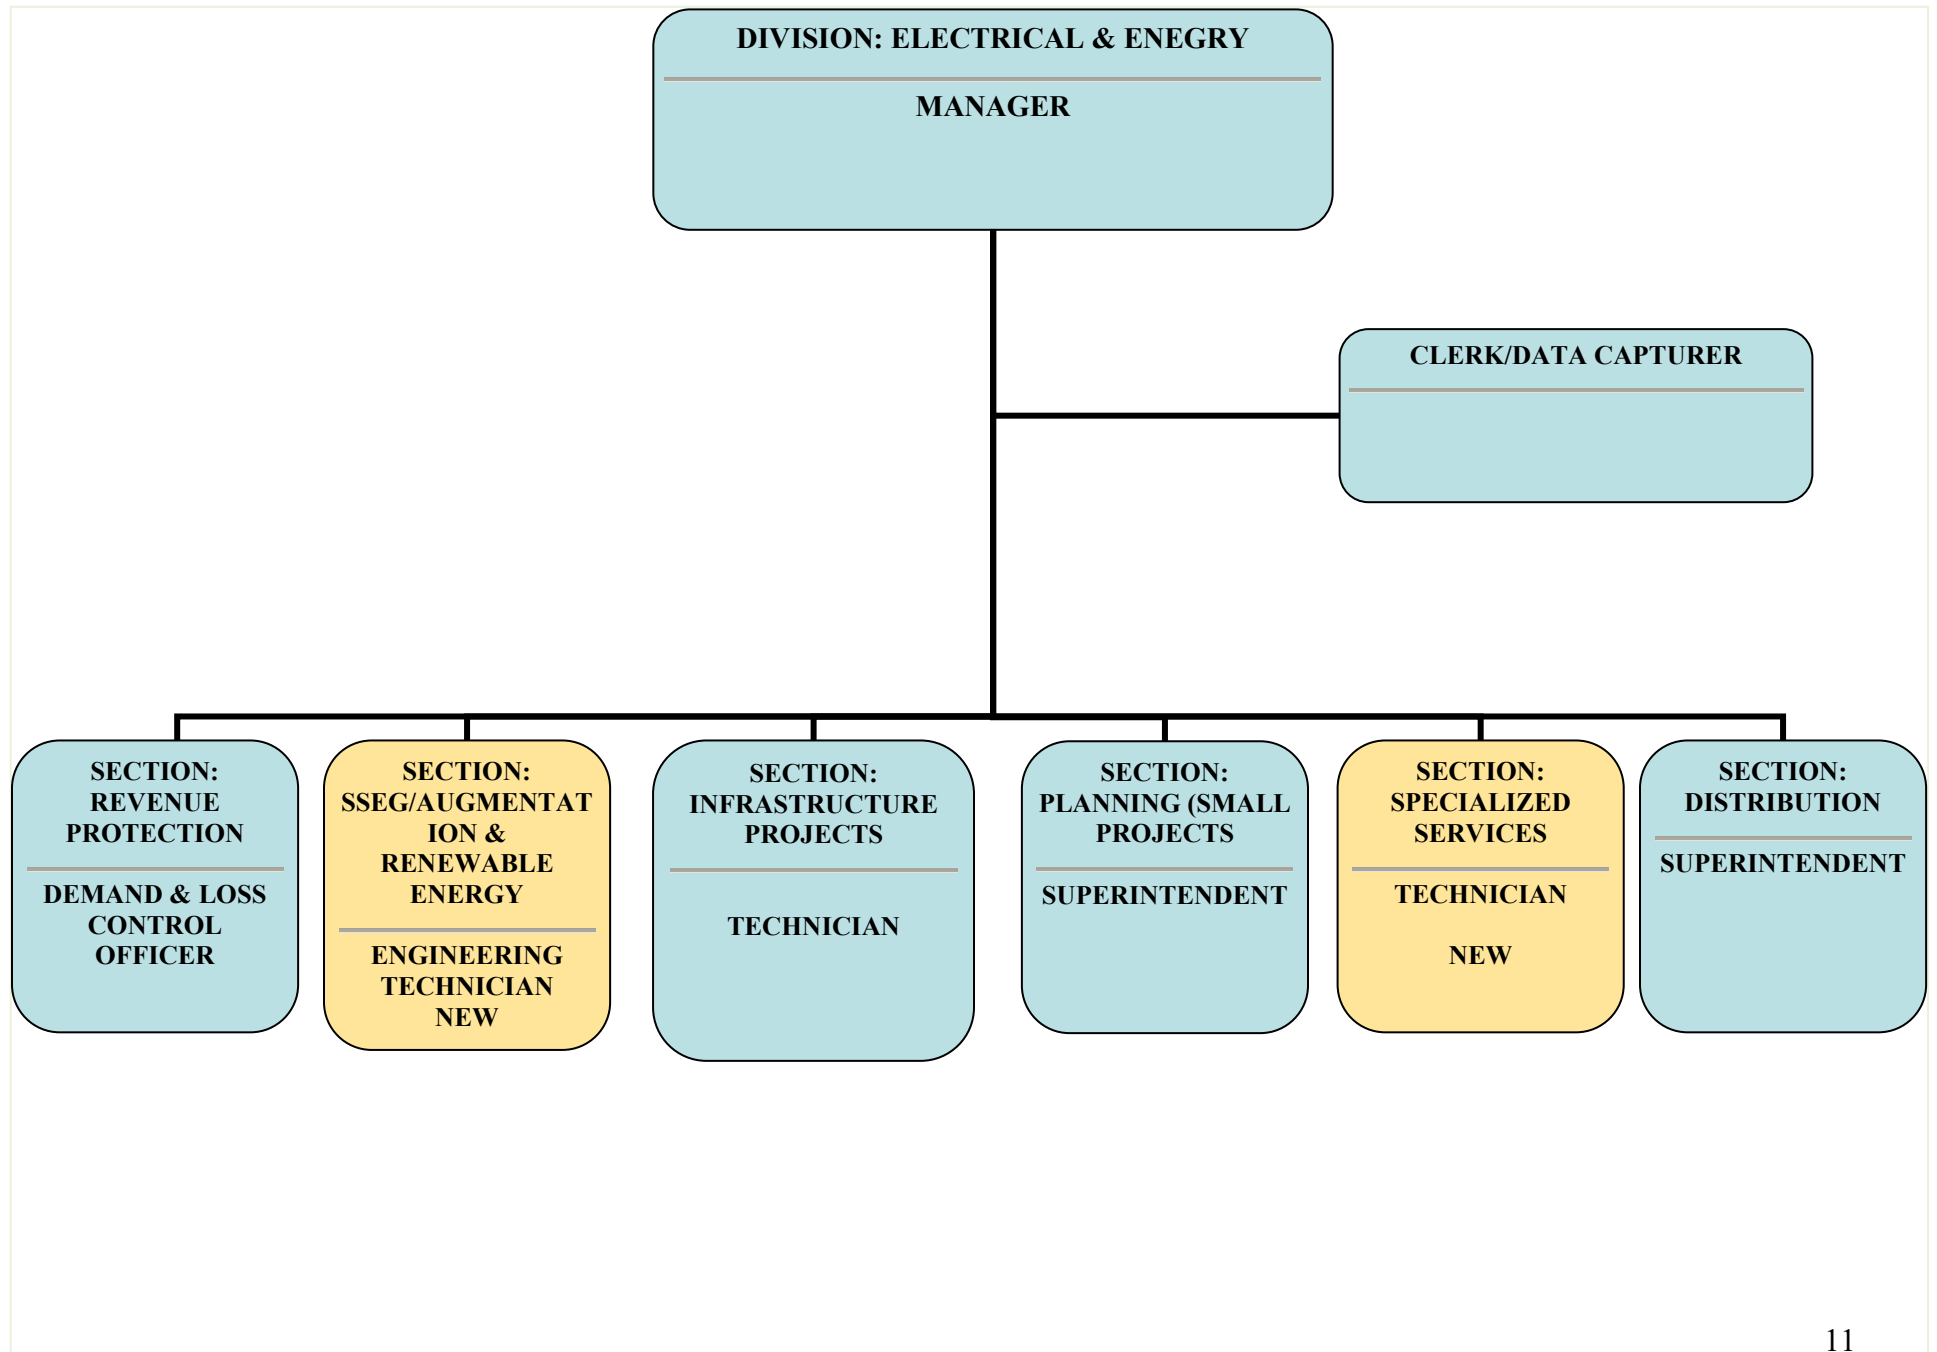 DIVISION: ELECTRICAL & ENEGRY
MANAGER
CLERK/DATA CAPTURER
SECTION:
REVENUE
PROTECTION
DEMAND & LOSS
CONTROL
OFFICER
SECTION:
SSEG/AUGMENTAT
ION &
RENEWABLE
ENERGY
ENGINEERING
TECHNICIAN
NEW
SECTION:
INFRASTRUCTURE
PROJECTS
TECHNICIAN
SECTION:
PLANNING (SMALL
PROJECTS
SUPERINTENDENT
SECTION:
SPECIALIZED
SERVICES
TECHNICIAN
NEW
SECTION:
DISTRIBUTION
SUPERINTENDENT
11